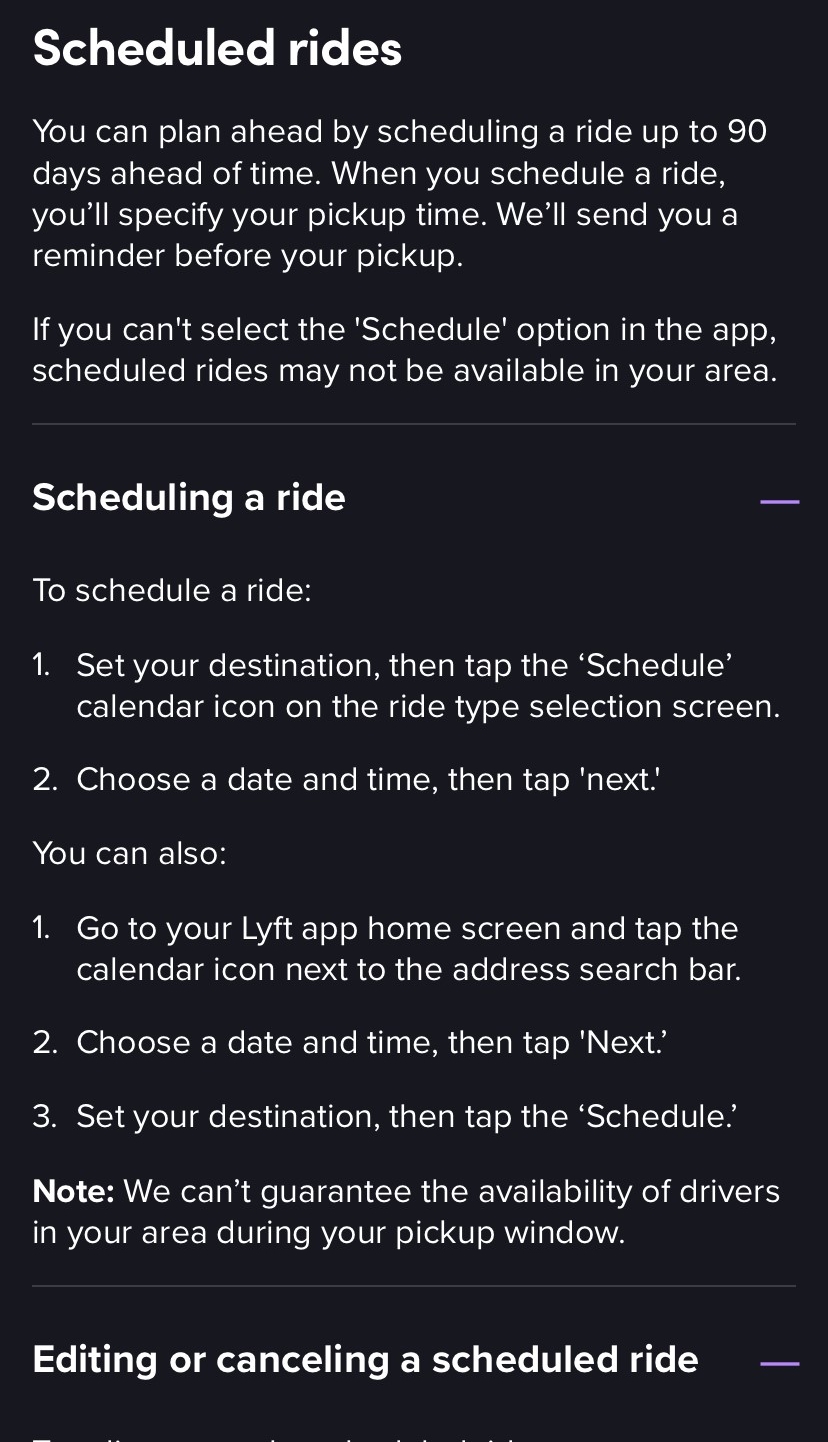 Scheduled rides
You can plan ahead by scheduling a ride up to 90
days ahead of time. When you schedule a ride,
you’ll specify your pickup time. We’ll send you a
reminder before your pickup.
If you can't select the 'Schedule' option in the app,
scheduled rides may not be available in your area.
Scheduling a ride
To schedule a ride:
1. Set your destination, then tap the ‘Schedule’
calendar icon on the ride type selection screen.
2. Choose a date and time, then tap 'next.'
You can also:
1. Go to your Lyft app home screen and tap the
calendar icon next to the address search bar.
2. Choose a date and time, then tap 'Next.’
3. Set your destination, then tap the ‘Schedule.’
Note: We can’t guarantee the availability of drivers
in your area during your pickup window.
Editing or canceling a scheduled ride